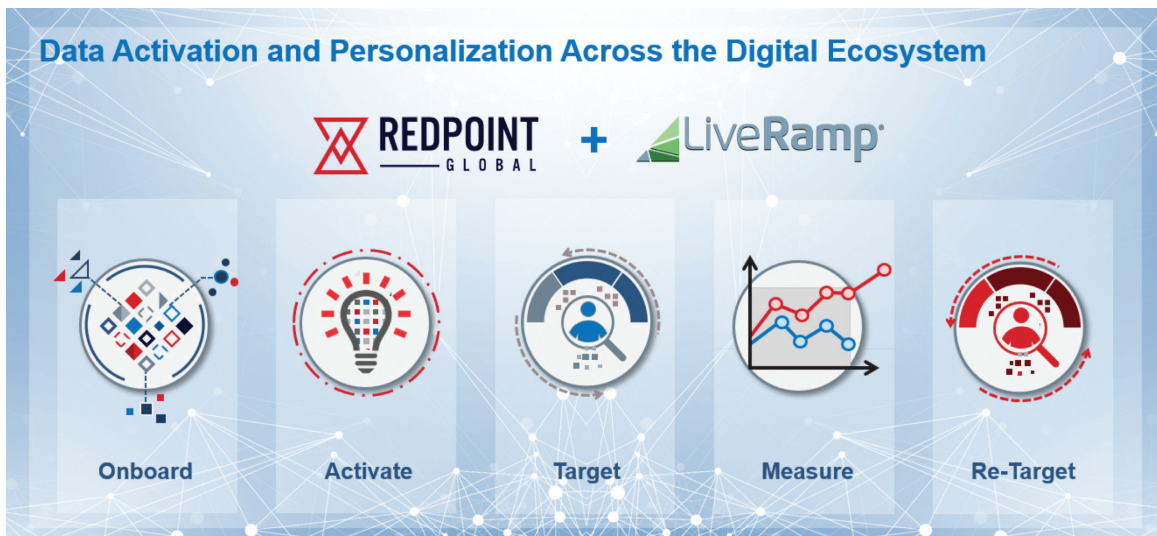 Data Activation and Personalization Across the Digital Ecosystem
REDPOINT
GLOBAL
+
LiveRamp®
Onboard
Activate
Target
Measure
Re-Target